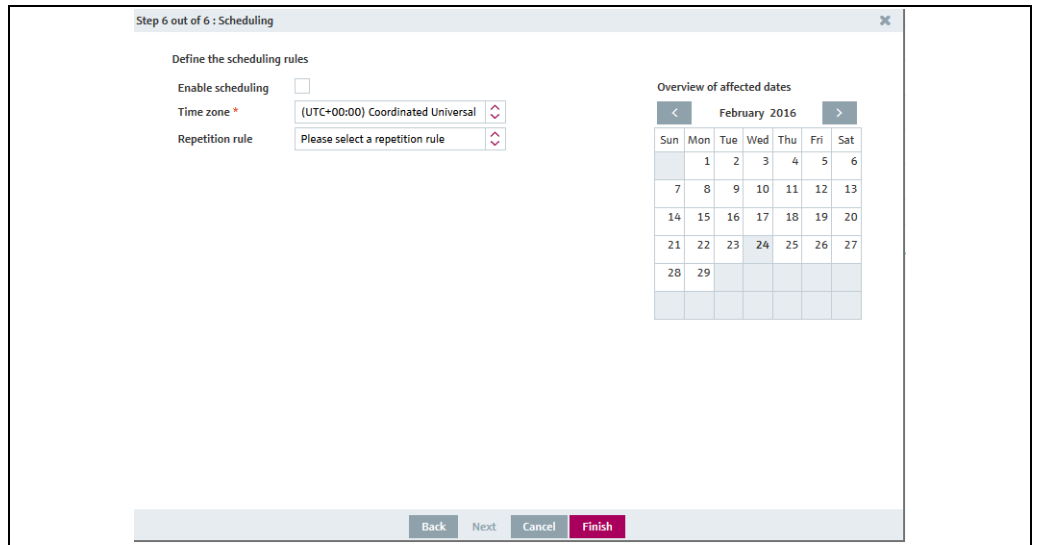 Step 6 out of 6 : Scheduling
Define the scheduling rules
Enable scheduling
Time zone *
(UTC+00:00) Coordinated Universal
Repetition rule
Please select a repetition rule
Overview of affected dates
< February 2016 >
Sun Mon Tue Wed Thu Fri Sat
1 2 3 4 5 6
7 8 9 10 11 12 13
14 15 16 17 18 19 20
21 22 23 24 25 26 27
28 29
Back Next Cancel Finish